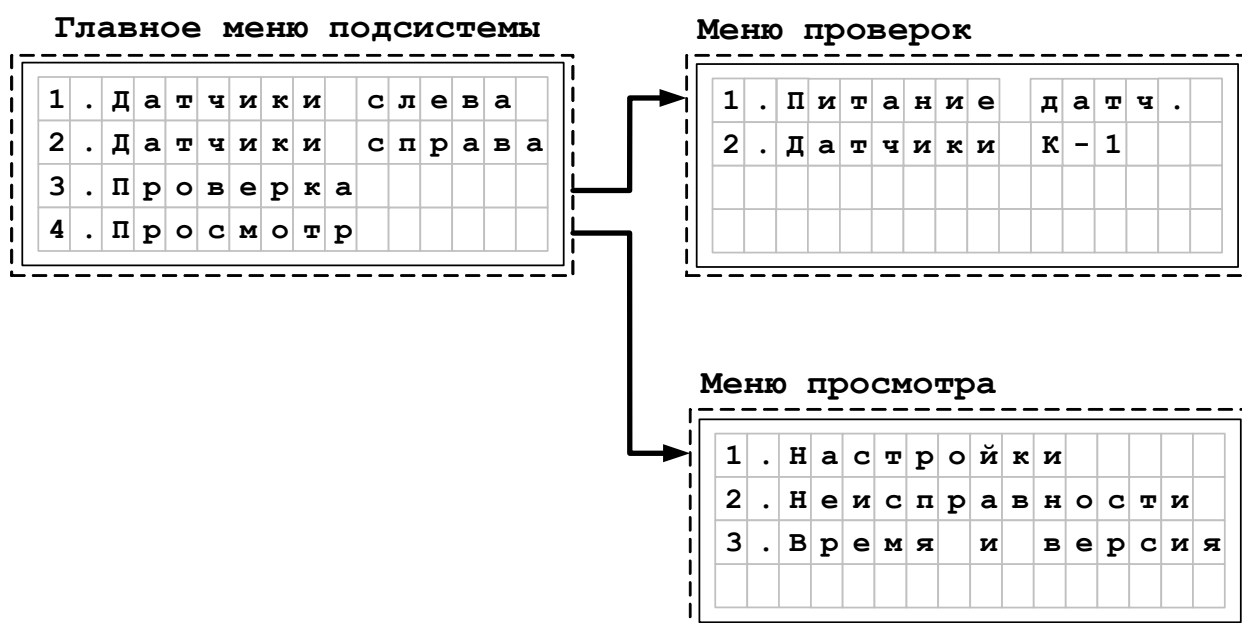 Главное меню подсистемы
1.Датчики слева
2.Датчики справа
3.Проверка
4.Просмотр
Меню проверок
1.Питание датч.
2.Датчики К-1
Меню просмотра
1.Настройки
2.Неисправности
3.Время и версия